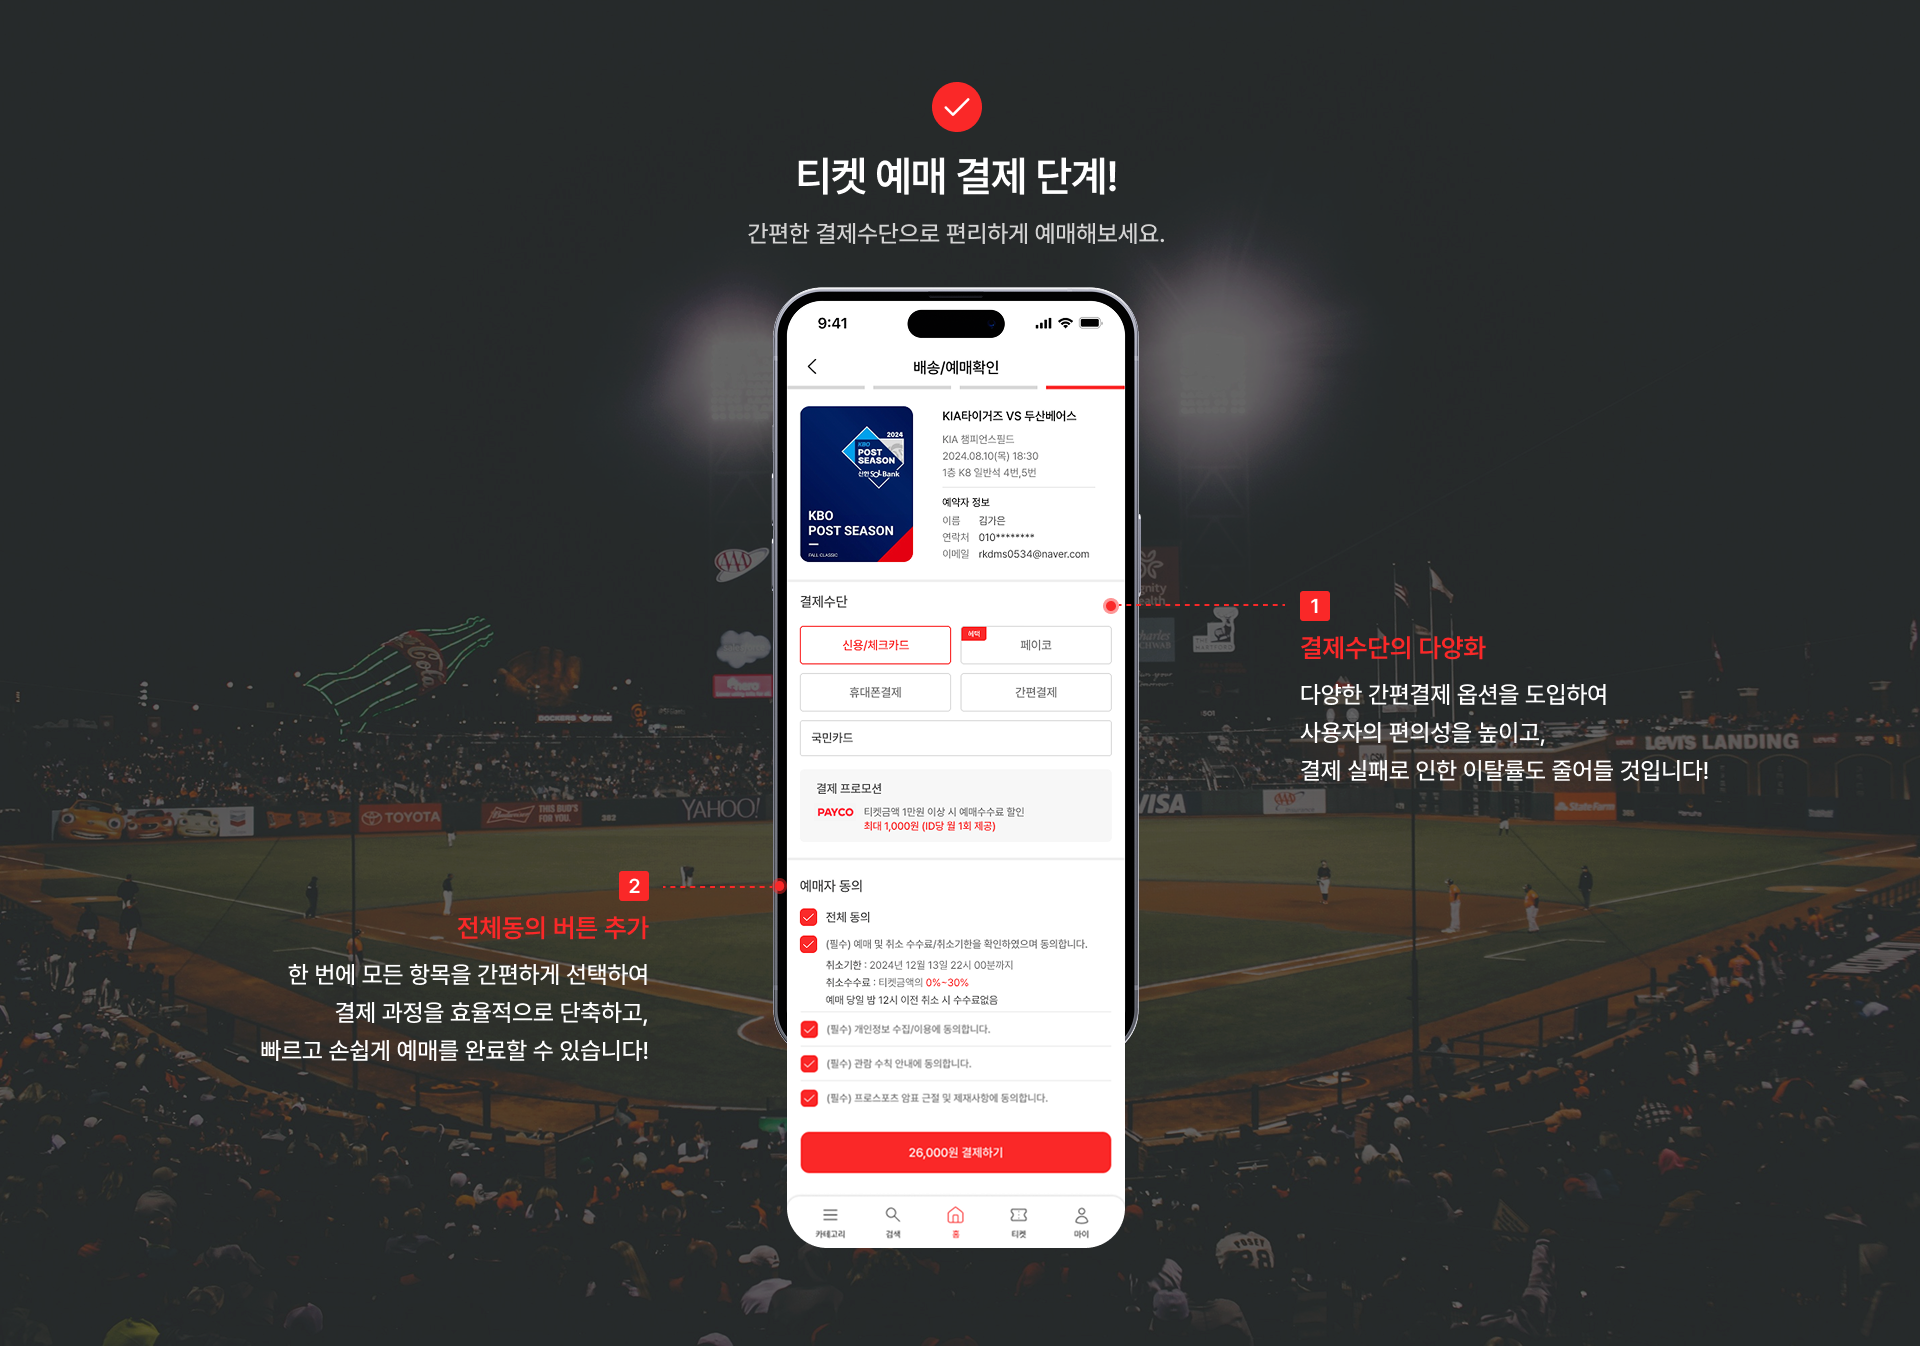 티켓 예매 결제 단계!
간편한 결제수단으로 편리하게 예매해보세요.
9:41
배송/예매확인
2024
KBO
POST
SEASON
신한 SOL Bank
KBO
POST SEASON
FALL CLASSIC
KIA타이거즈 VS 두산베어스
KIA 챔피언스필드
2024.08.10(목) 18:30
1층 K8 일반석 4번,5번
예약자 정보
이름 김가은
연락처 010********
이메일 rkdms0534@naver.com
결제수단
신용/체크카드
혜택
페이코
휴대폰결제
간편결제
국민카드
결제 프로모션
PAYCO 티켓금액 1만원 이상 시 예매수수료 할인
최대 1,000원 (ID당 월 1회 제공)
예매자 동의
전체 동의
(필수) 예매 및 취소 수수료/취소기한을 확인하였으며 동의합니다.
취소기한 : 2024년 12월 13일 22시 00분까지
취소수수료 : 티켓금액의 0%~30%
예매 당일 밤 12시 이전 취소 시 수수료없음
(필수) 개인정보 수집/이용에 동의합니다.
(필수) 관람 수칙 안내에 동의합니다.
(필수) 프로스포츠 암표 근절 및 제재사항에 동의합니다.
26,000원 결제하기
카테고리
검색
홈
티켓
마이
1
결제수단의 다양화
다양한 간편결제 옵션을 도입하여
사용자의 편의성을 높이고,
결제 실패로 인한 이탈률도 줄어들 것입니다!
2
전체동의 버튼 추가
한 번에 모든 항목을 간편하게 선택하여
결제 과정을 효율적으로 단축하고,
빠르고 손쉽게 예매를 완료할 수 있습니다!
AAA
Coca-Cola
TOYOTA
Budweiser
THIS BUD'S
FOR YOU.
YAHOO!
VISA
LEVI'S LANDING
State Farm
POSEY
28